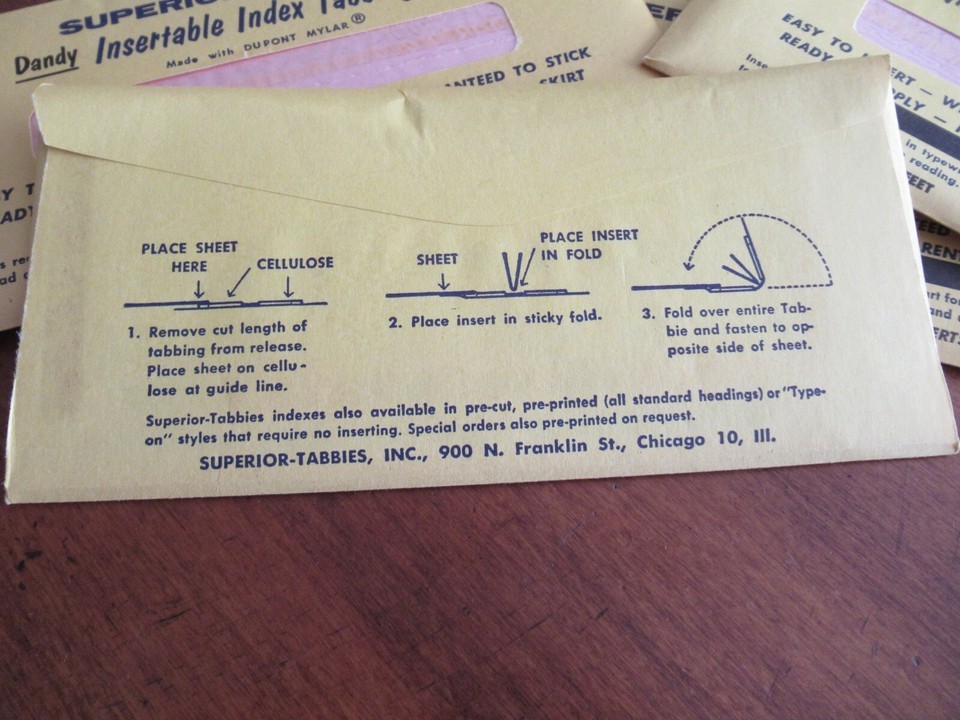 Dandy Insertable Index
Made with DUPONT MYLAR®
TO STICK
SKIRT
EASY TO
READY
in typew
reading.
PLACE SHEET
HERE
CELLULOSE
SHEET
PLACE INSERT
IN FOLD
1. Remove cut length of
tabbing from release.
Place sheet on cellu-
lose at guide line.
2. Place insert in sticky fold.
3. Fold over entire Tab-
bie and fasten to op-
posite side of sheet.
Superior-Tabbies indexes also available in pre-cut, pre-printed (all standard headings) or "Type-
on" styles that require no inserting. Special orders also pre-printed on request.
SUPERIOR-TABBIES, INC., 900 N. Franklin St., Chicago 10, Ill.